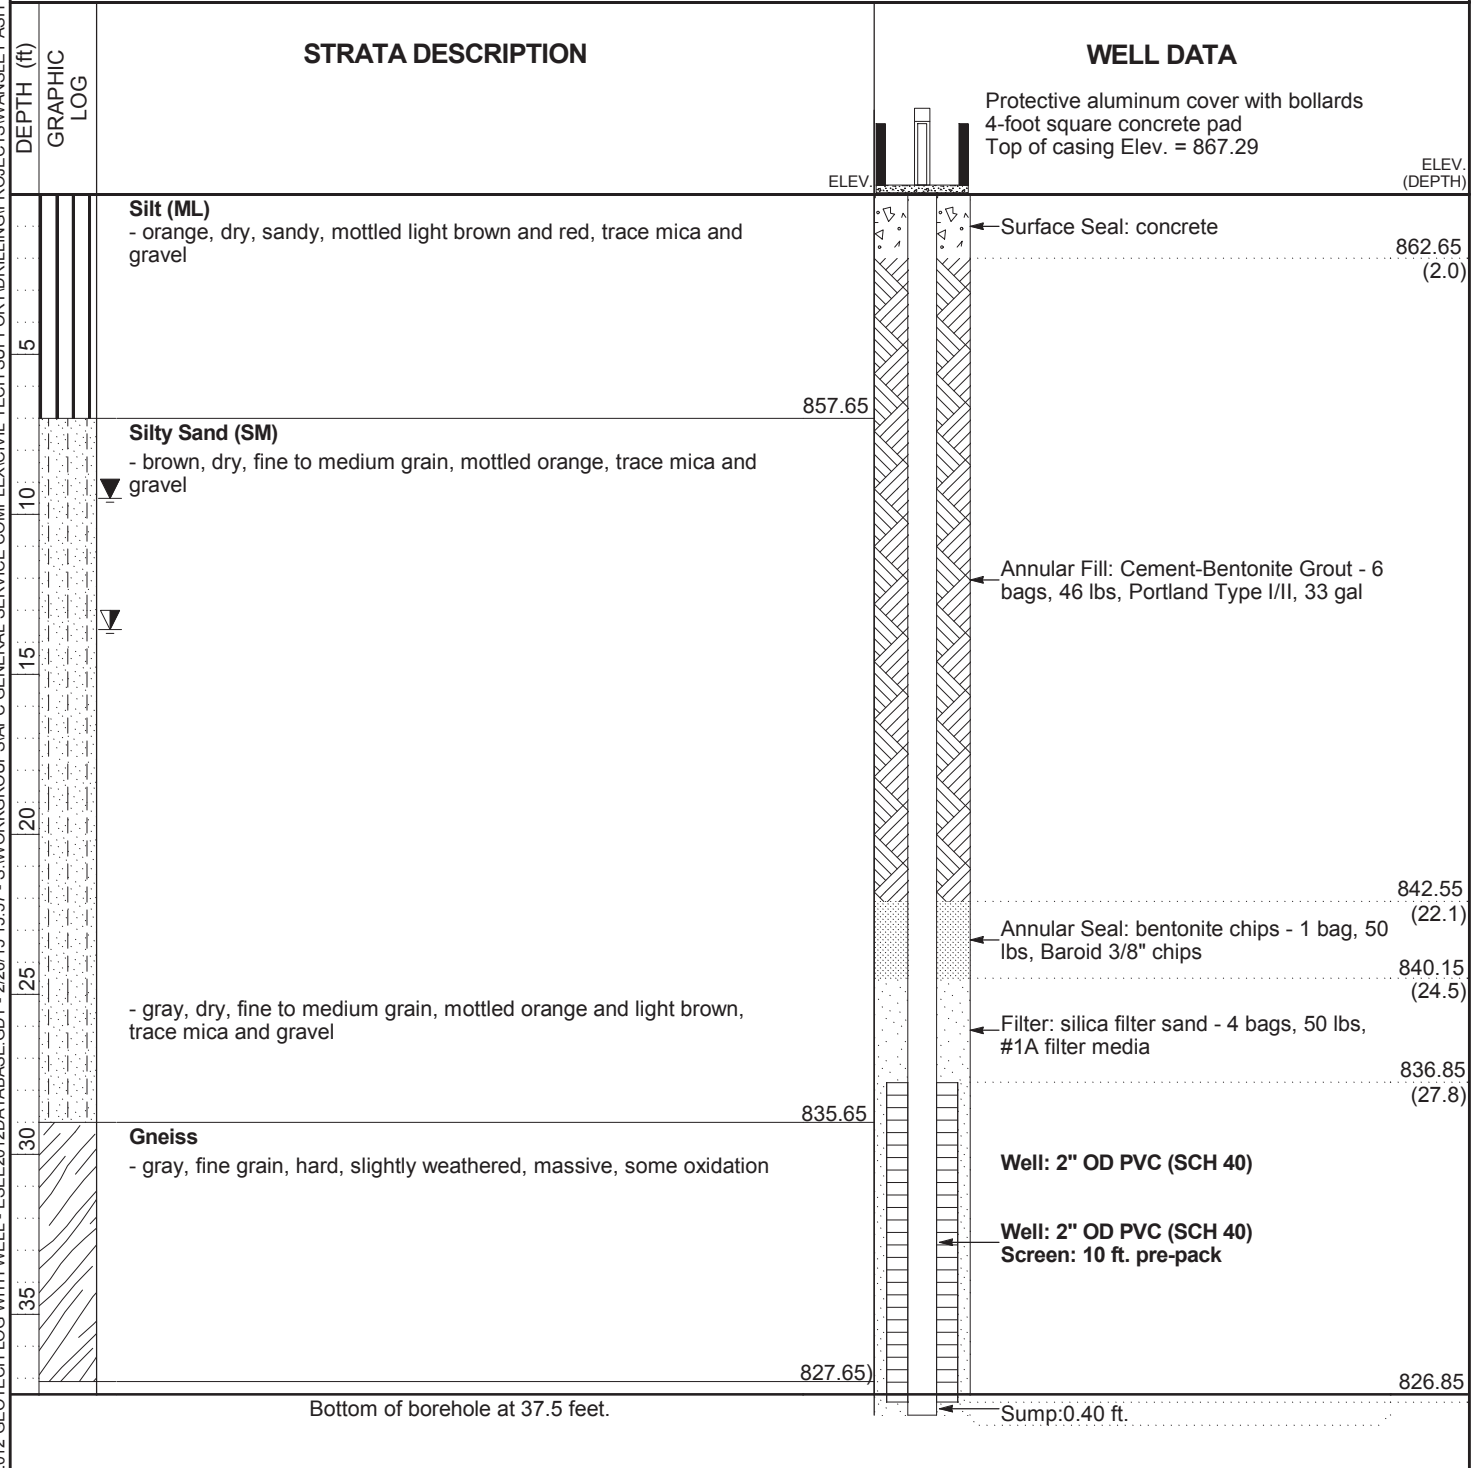 DEPTH (ft)
GRAPHIC
LOG
STRATA DESCRIPTION
ELEV.
WELL DATA
Protective aluminum cover with bollards
4-foot square concrete pad
Top of casing Elev. = 867.29
ELEV.
(DEPTH)
Silt (ML)
- orange, dry, sandy, mottled light brown and red, trace mica and
gravel
Surface Seal: concrete
862.65
(2.0)
5
857.65
Silty Sand (SM)
- brown, dry, fine to medium grain, mottled orange, trace mica and
gravel
10
Annular Fill: Cement-Bentonite Grout - 6
bags, 46 lbs, Portland Type I/II, 33 gal
15
20
842.55
(22.1)
Annular Seal: bentonite chips - 1 bag, 50
lbs, Baroid 3/8" chips
840.15
(24.5)
25
- gray, dry, fine to medium grain, mottled orange and light brown,
trace mica and gravel
Filter: silica filter sand - 4 bags, 50 lbs,
#1A filter media
836.85
(27.8)
835.65
30
Gneiss
- gray, fine grain, hard, slightly weathered, massive, some oxidation
Well: 2" OD PVC (SCH 40)
Well: 2" OD PVC (SCH 40)
Screen: 10 ft. pre-pack
35
827.65)
826.85
Bottom of borehole at 37.5 feet.
Sump:0.40 ft.